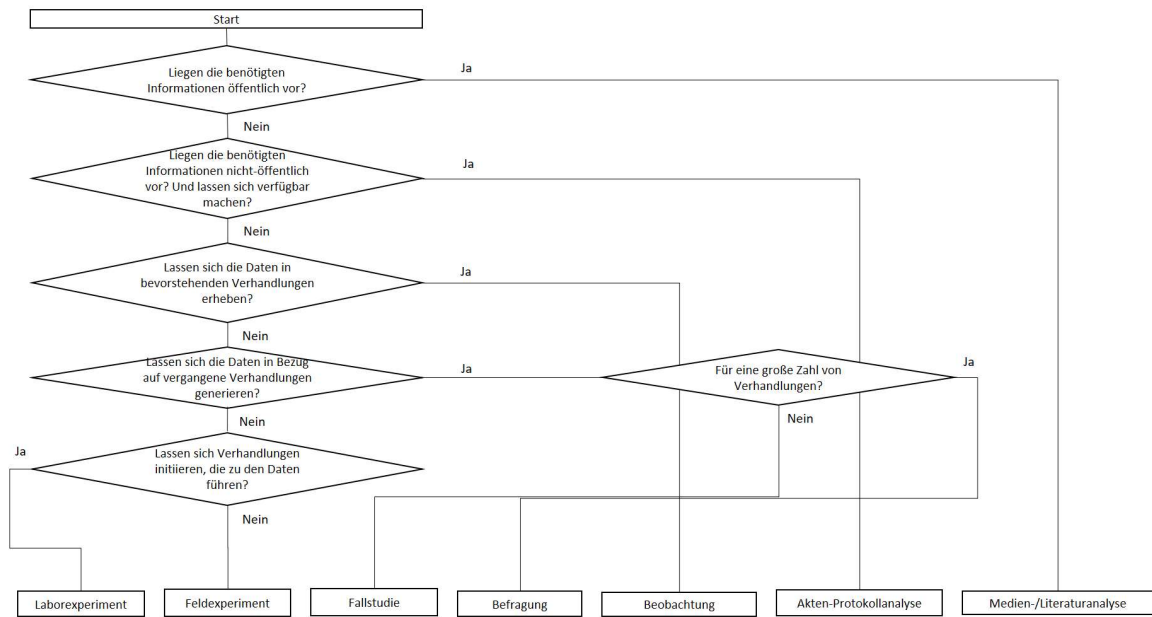 Start
Liegen die benötigten
Informationen öffentlich vor?
Ja
Nein
Liegen die benötigten
Informationen nicht-öffentlich
vor? Und lassen sich verfügbar
machen?
Ja
Nein
Lassen sich die Daten in
bevorstehenden Verhandlungen
erheben?
Ja
Nein
Lassen sich die Daten in Bezug
auf vergangene Verhandlungen
generieren?
Ja
Für eine große Zahl von
Verhandlungen?
Ja
Nein
Nein
Ja
Lassen sich Verhandlungen
initiieren, die zu den Daten
führen?
Nein
Laborexperiment
Feldexperiment
Fallstudie
Befragung
Beobachtung
Akten-Protokollanalyse
Medien-/Literaturanalyse